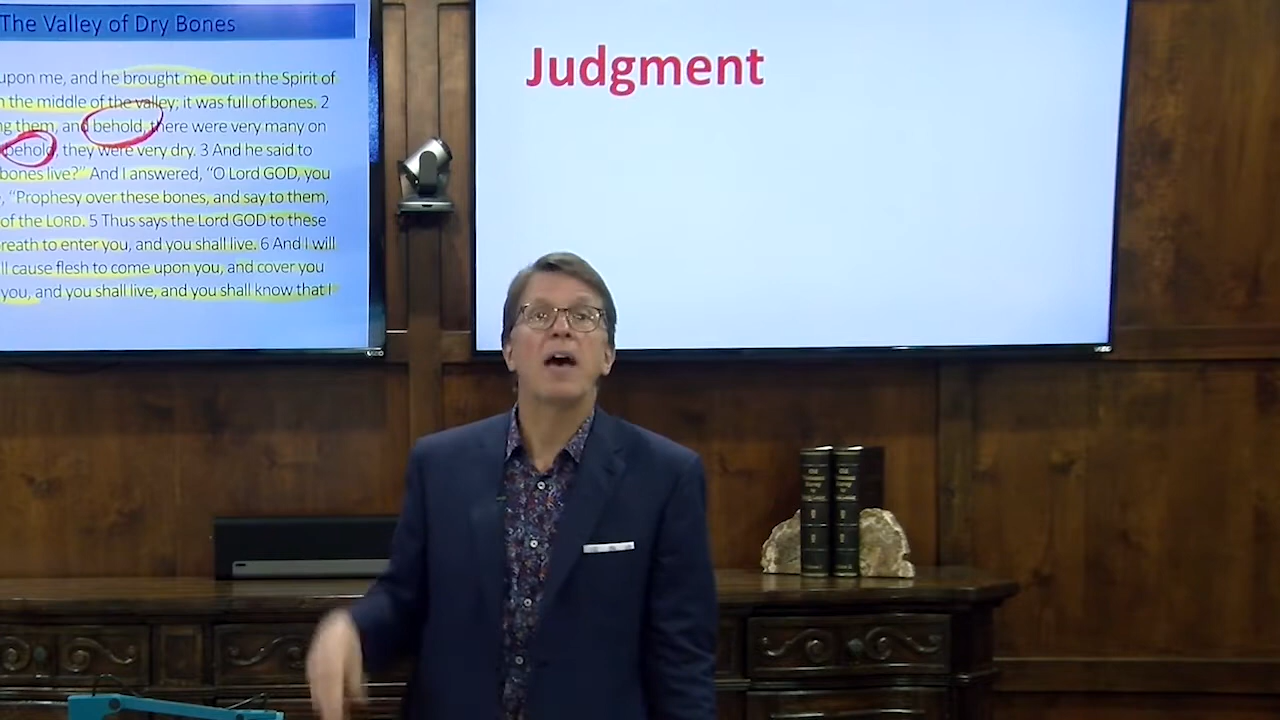 The Valley of Dry Bones
upon me, and he brought me out in the Spirit of
the middle of the valley; it was full of bones. 2
them, and behold, there were very many on
behold, they were very dry. 3 And he said to
bones live?” And I answered, “O Lord GOD, you
“Prophesy over these bones, and say to them,
of the LORD. 5 Thus says the Lord GOD to these
reath to enter you, and you shall live. 6 And I will
ll cause flesh to come upon you, and cover you
you, and you shall live, and you shall know that I
Judgment
VIZIO
Old
Testament